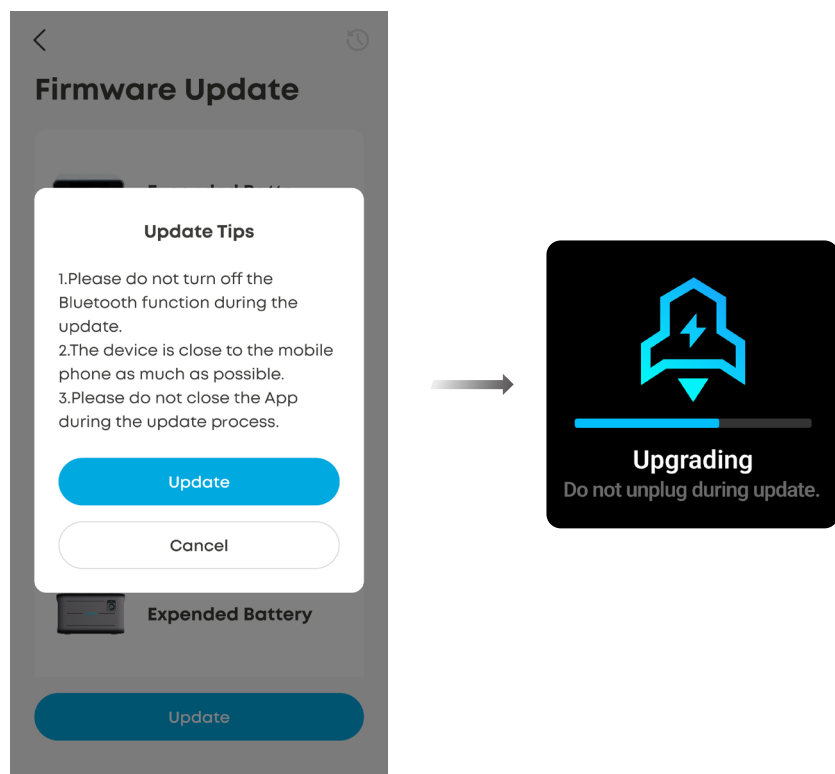 Firmware Update
Update Tips
1.Please do not turn off the
Bluetooth function during the
update.
2.The device is close to the mobile
phone as much as possible.
3.Please do not close the App
during the update process.
Update
Cancel
Expended Battery
Update
Upgrading
Do not unplug during update.